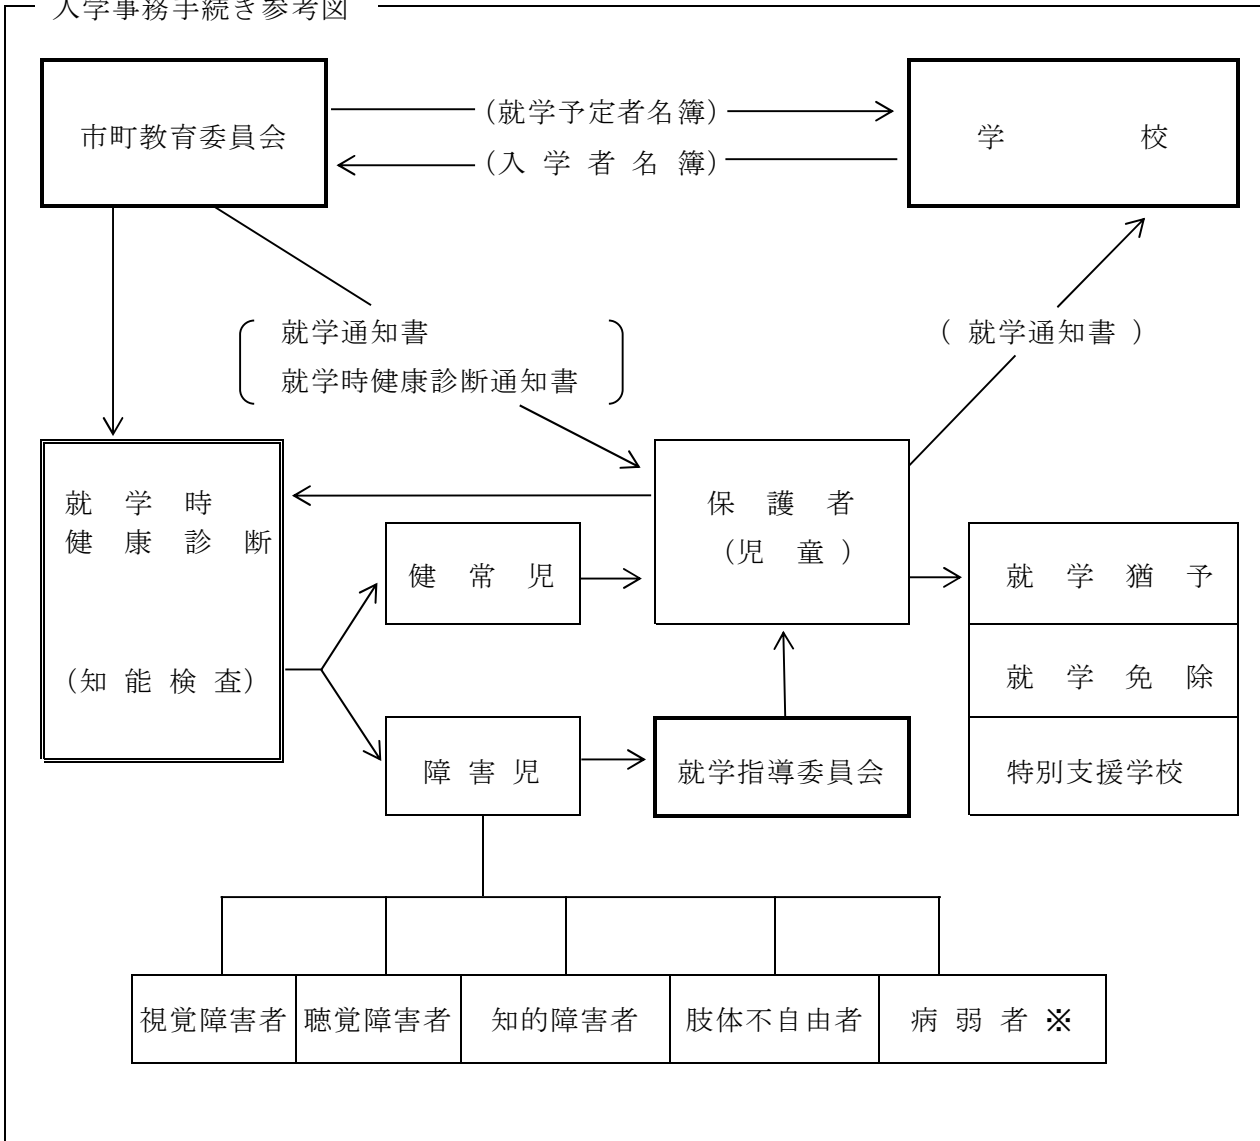 入学事務手続き参考図
市町教育委員会
(就学予定者名簿)
(入学者名簿)
学校
就学通知書
就学時健康診断通知書
(就学通知書)
就学時
健康診断
(知能検査)
健常児
保護者
(児童)
就学猶予
就学免除
特別支援学校
障害児
就学指導委員会
視覚障害者
聴覚障害者
知的障害者
肢体不自由者
病弱者※